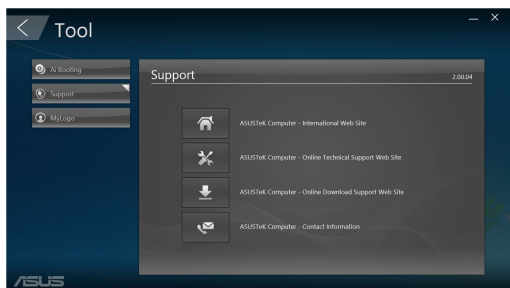 Tool
Ai Booting
Support
MyLogo
Support
2.00.04
ASUSTeK Computer - International Web Site
ASUSTeK Computer - Online Technical Support Web Site
ASUSTeK Computer - Online Download Support Web Site
ASUSTeK Computer - Contact Information
ASUS